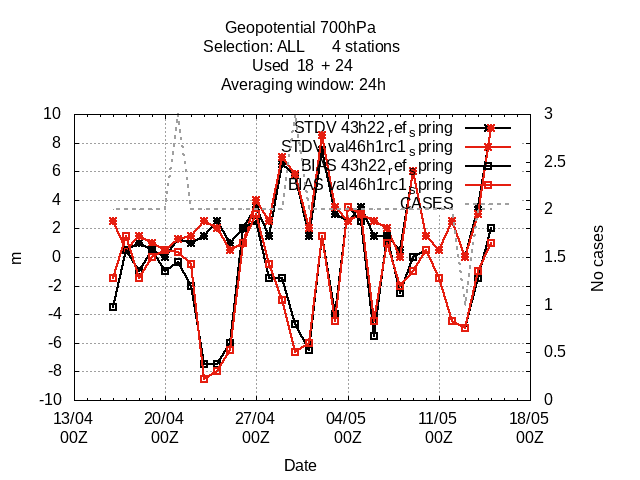 Geopotential 700hPa
Selection: ALL 4 stations
Used 18 + 24
Averaging window: 24h
STDV 43h22_ref_spring
STDV val46h1rc1_spring
BIAS 43h22_ref_spring
BIAS val46h1rc1_spring
CASES
10
8
6
4
2
0
-2
-4
-6
-8
-10
m
3
2.5
2
1.5
1
0.5
0
No cases
13/04 20/04 27/04 04/05 11/05 18/05
00Z 00Z 00Z 00Z 00Z 00Z
Date